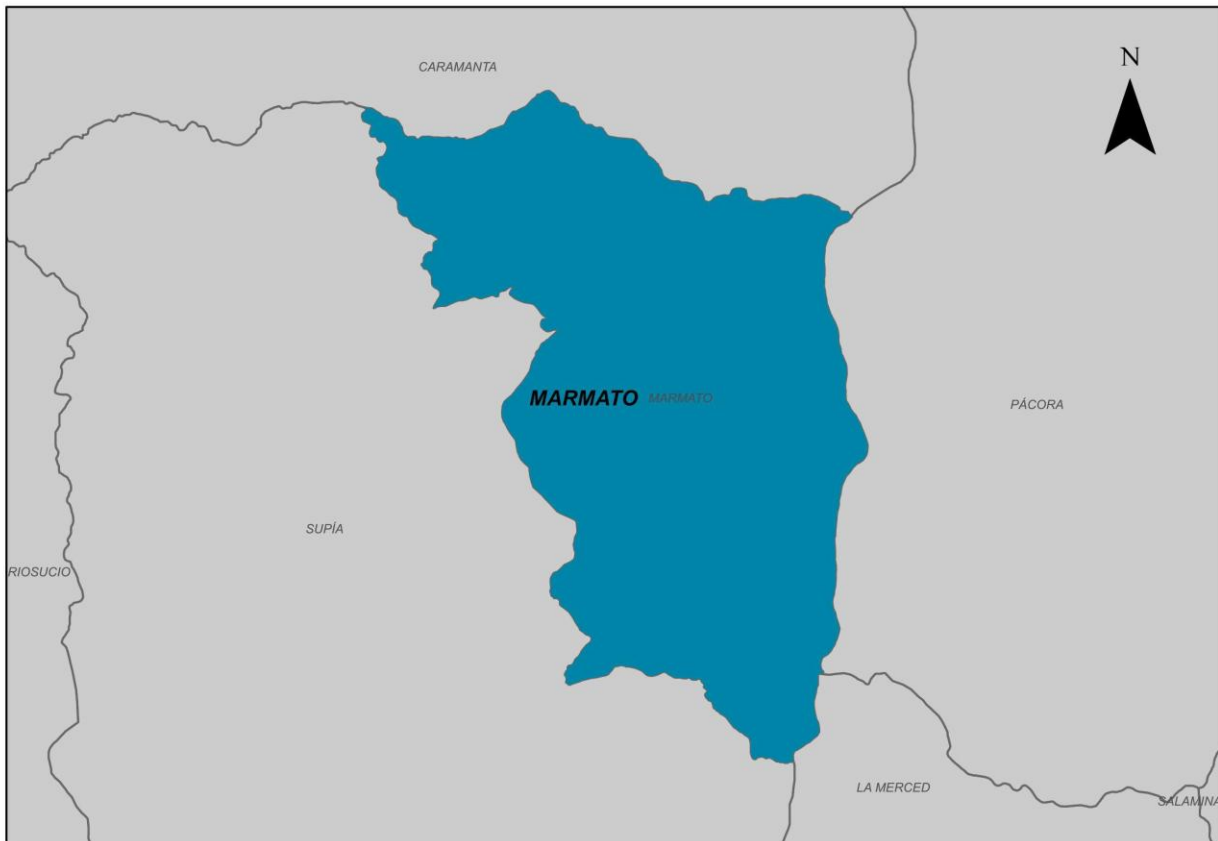 N
CARAMANTA
MARMATO MARMATO
PÁCORA
SUPÍA
RIOSUCIO
LA MERCED
SALAMINA